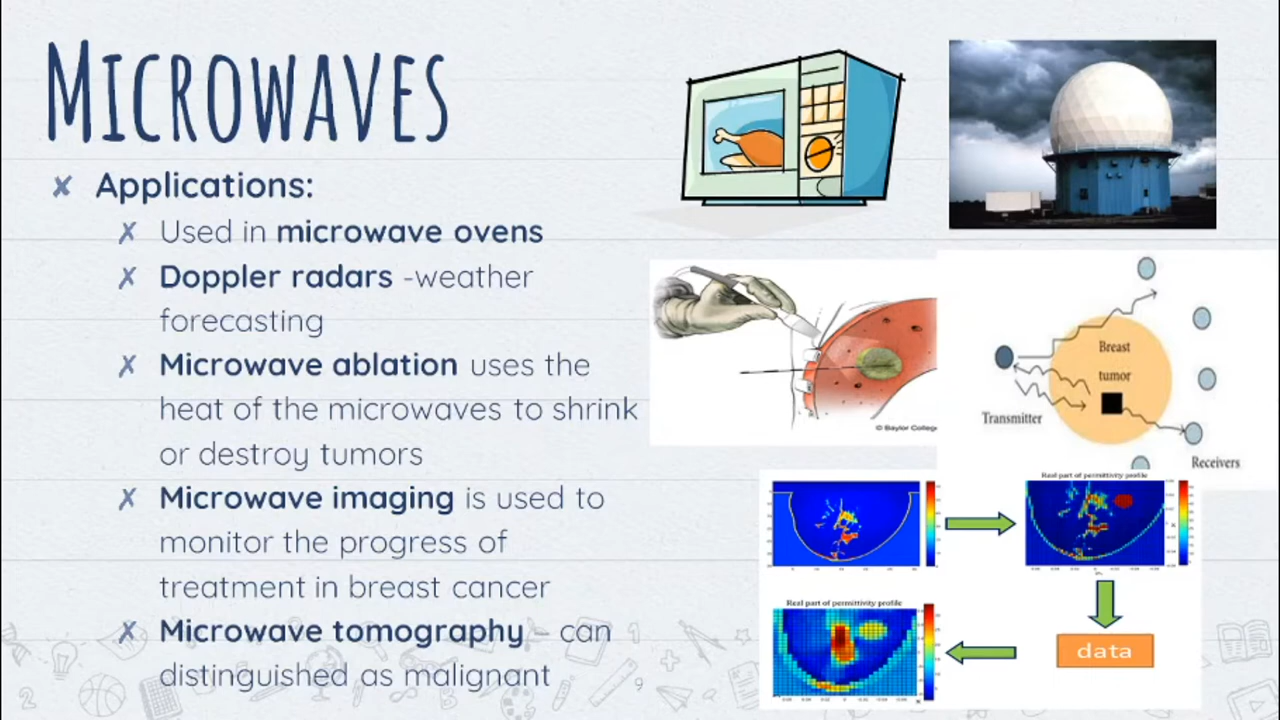 Microwaves
✘ Applications:
✗ Used in microwave ovens
✗ Doppler radars -weather
forecasting
✗ Microwave ablation uses the
heat of the microwaves to shrink
or destroy tumors
✗ Microwave imaging is used to
monitor the progress of
treatment in breast cancer
✗ Microwave tomography – can
distinguished as malignant
9
© Baylor Colleg
Breast
tumor
Transmitter
Receivers
Real part of permittivity profile
Real part of permittivity profile
data